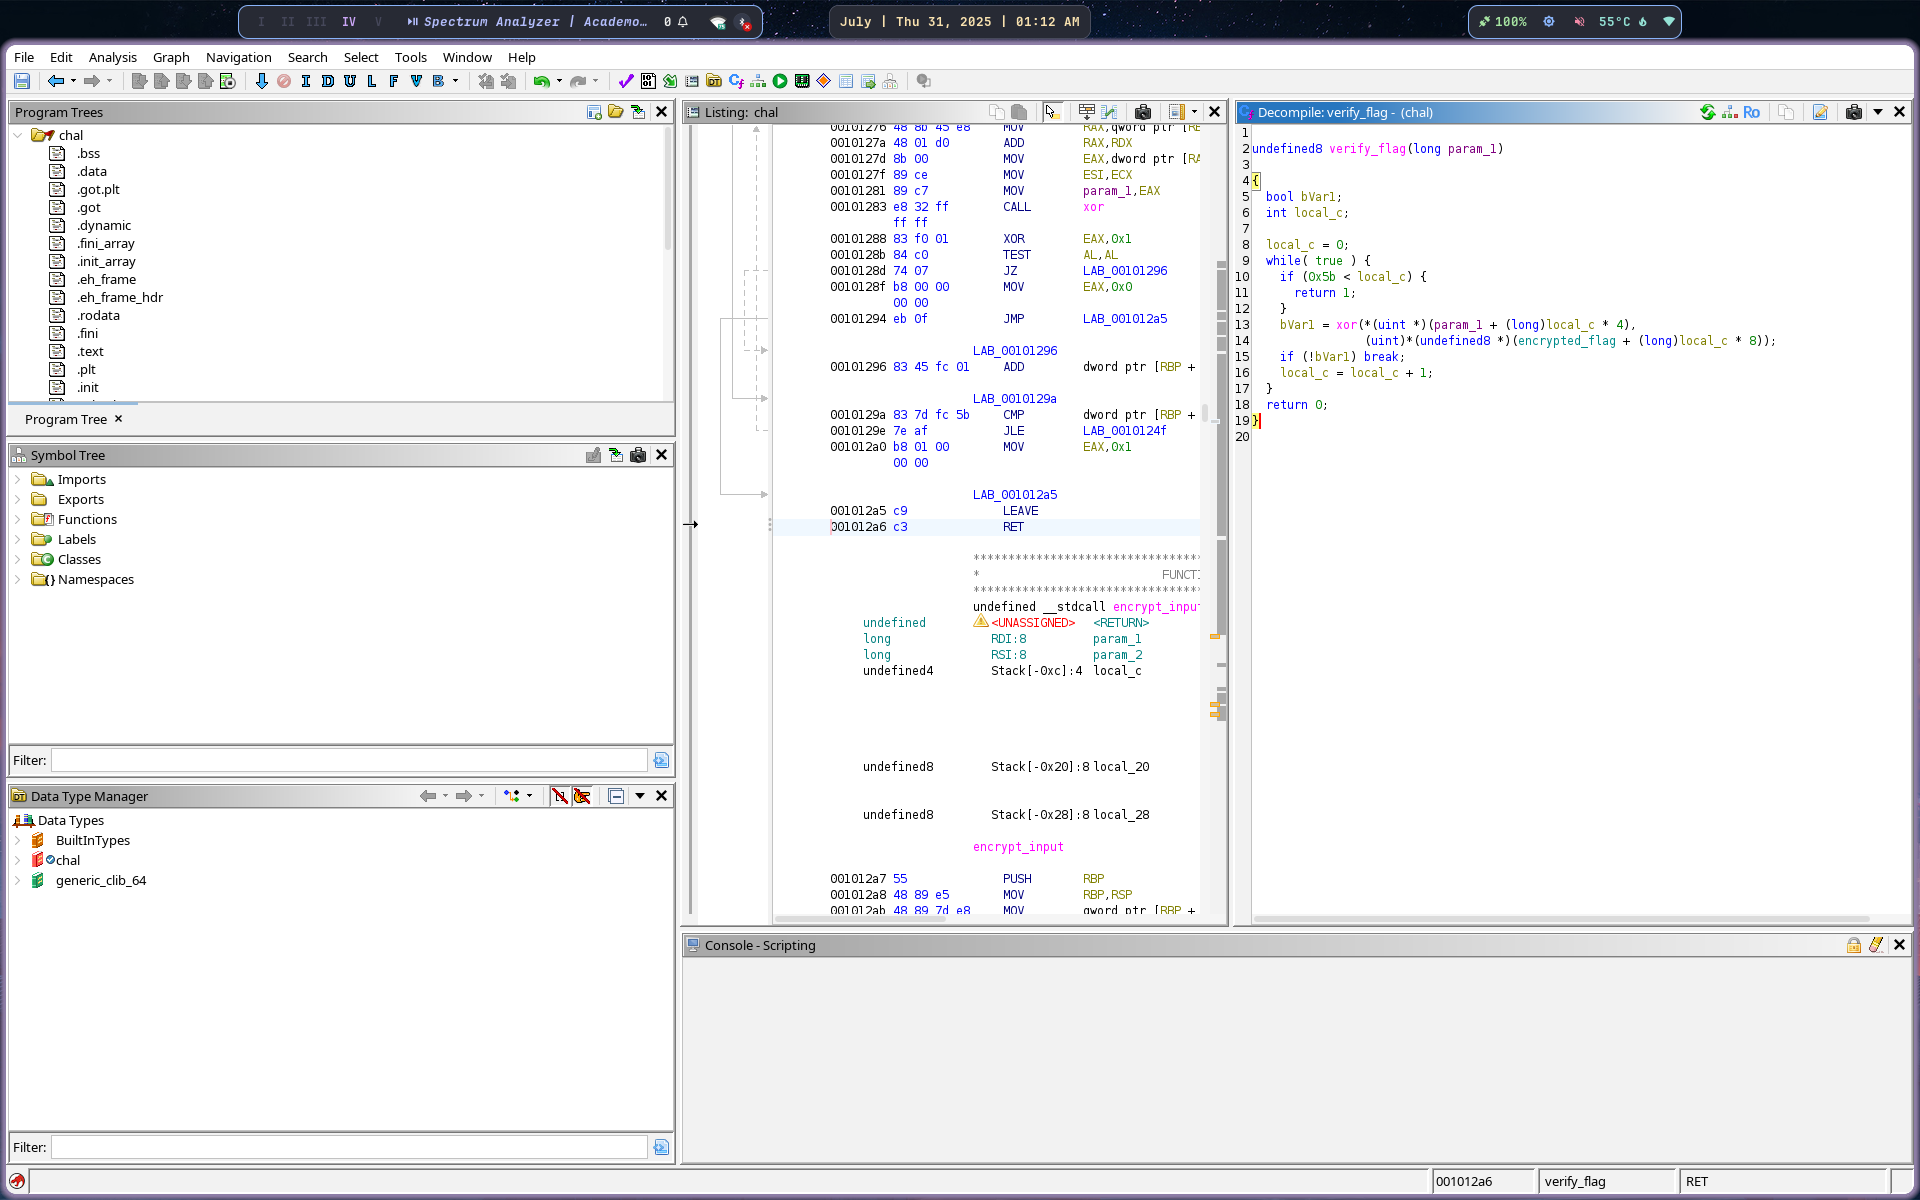 I II III IV V
Spectrum Analyzer | Academo… 0
July | Thu 31, 2025 | 01:12 AM
100% 55°C
File Edit Analysis Graph Navigation Search Select Tools Window Help
I D U L F V B
Program Trees
chal
.bss
.data
.got.plt
.got
.dynamic
.fini_array
.init_array
.eh_frame
.eh_frame_hdr
.rodata
.fini
.text
.plt
.init
Program Tree
Symbol Tree
Imports
Exports
Functions
Labels
Classes
Namespaces
Filter:
Data Type Manager
Data Types
BuiltInTypes
chal
generic_clib_64
Filter:
Listing: chal
00101276 48 8b 45 e8 MOV RAX,qword ptr [RB
0010127a 48 01 d0 ADD RAX,RDX
0010127d 8b 00 MOV EAX,dword ptr [RA
0010127f 89 ce MOV ESI,ECX
00101281 89 c7 MOV param_1,EAX
00101283 e8 32 ff CALL xor
ff ff
00101288 83 f0 01 XOR EAX,0x1
0010128b 84 c0 TEST AL,AL
0010128d 74 07 JZ LAB_00101296
0010128f b8 00 00 MOV EAX,0x0
00 00
00101294 eb 0f JMP LAB_001012a5
LAB_00101296
00101296 83 45 fc 01 ADD dword ptr [RBP +
LAB_0010129a
0010129a 83 7d fc 5b CMP dword ptr [RBP +
0010129e 7e af JLE LAB_0010124f
001012a0 b8 01 00 MOV EAX,0x1
00 00
LAB_001012a5
001012a5 c9 LEAVE
001012a6 c3 RET
*********************************
* FUNCTI
*********************************
undefined __stdcall encrypt_input
undefined <UNASSIGNED> <RETURN>
long RDI:8 param_1
long RSI:8 param_2
undefined4 Stack[-0xc]:4 local_c
undefined8 Stack[-0x20]:8 local_20
undefined8 Stack[-0x28]:8 local_28
encrypt_input
001012a7 55 PUSH RBP
001012a8 48 89 e5 MOV RBP,RSP
001012ab 48 89 7d e8 MOV qword ptr [RBP +
Decompile: verify_flag - (chal)
Ro
1
2 undefined8 verify_flag(long param_1)
3
4 {
5 bool bVar1;
6 int local_c;
7
8 local_c = 0;
9 while( true ) {
10 if (0x5b < local_c) {
11 return 1;
12 }
13 bVar1 = xor(*(uint *)(param_1 + (long)local_c * 4),
14 (uint)*(undefined8 *)(encrypted_flag + (long)local_c * 8));
15 if (!bVar1) break;
16 local_c = local_c + 1;
17 }
18 return 0;
19 }
20
Console - Scripting
001012a6 verify_flag RET